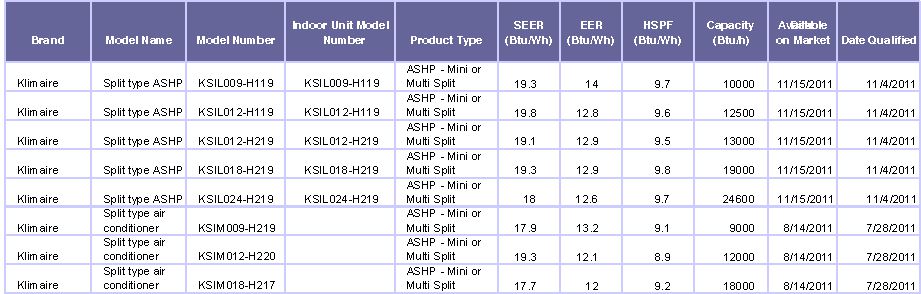 Brand Model Name Model Number Indoor Unit Model Number Product Type SEER (Btu/Wh) EER (Btu/Wh) HSPF (Btu/Wh) Capacity (Btu/h) Date Available on Market Date Qualified
Klimaire Split type ASHP KSIL009-H119 KSIL009-H119 ASHP - Mini or Multi Split 19.3 14 9.7 10000 11/15/2011 11/4/2011
Klimaire Split type ASHP KSIL012-H119 KSIL012-H119 ASHP - Mini or Multi Split 19.8 12.8 9.6 12500 11/15/2011 11/4/2011
Klimaire Split type ASHP KSIL012-H219 KSIL012-H219 ASHP - Mini or Multi Split 19.1 12.9 9.5 13000 11/15/2011 11/4/2011
Klimaire Split type ASHP KSIL018-H219 KSIL018-H219 ASHP - Mini or Multi Split 19.3 12.9 9.8 19000 11/15/2011 11/4/2011
Klimaire Split type ASHP KSIL024-H219 KSIL024-H219 ASHP - Mini or Multi Split 18 12.6 9.7 24600 11/15/2011 11/4/2011
Klimaire Split type air conditioner KSIM009-H219 ASHP - Mini or Multi Split 17.9 13.2 9.1 9000 8/14/2011 7/28/2011
Klimaire Split type air conditioner KSIM012-H220 ASHP - Mini or Multi Split 19.3 12.1 8.9 12000 8/14/2011 7/28/2011
Klimaire Split type air conditioner KSIM018-H217 ASHP - Mini or Multi Split 17.7 12 9.2 18000 8/14/2011 7/28/2011